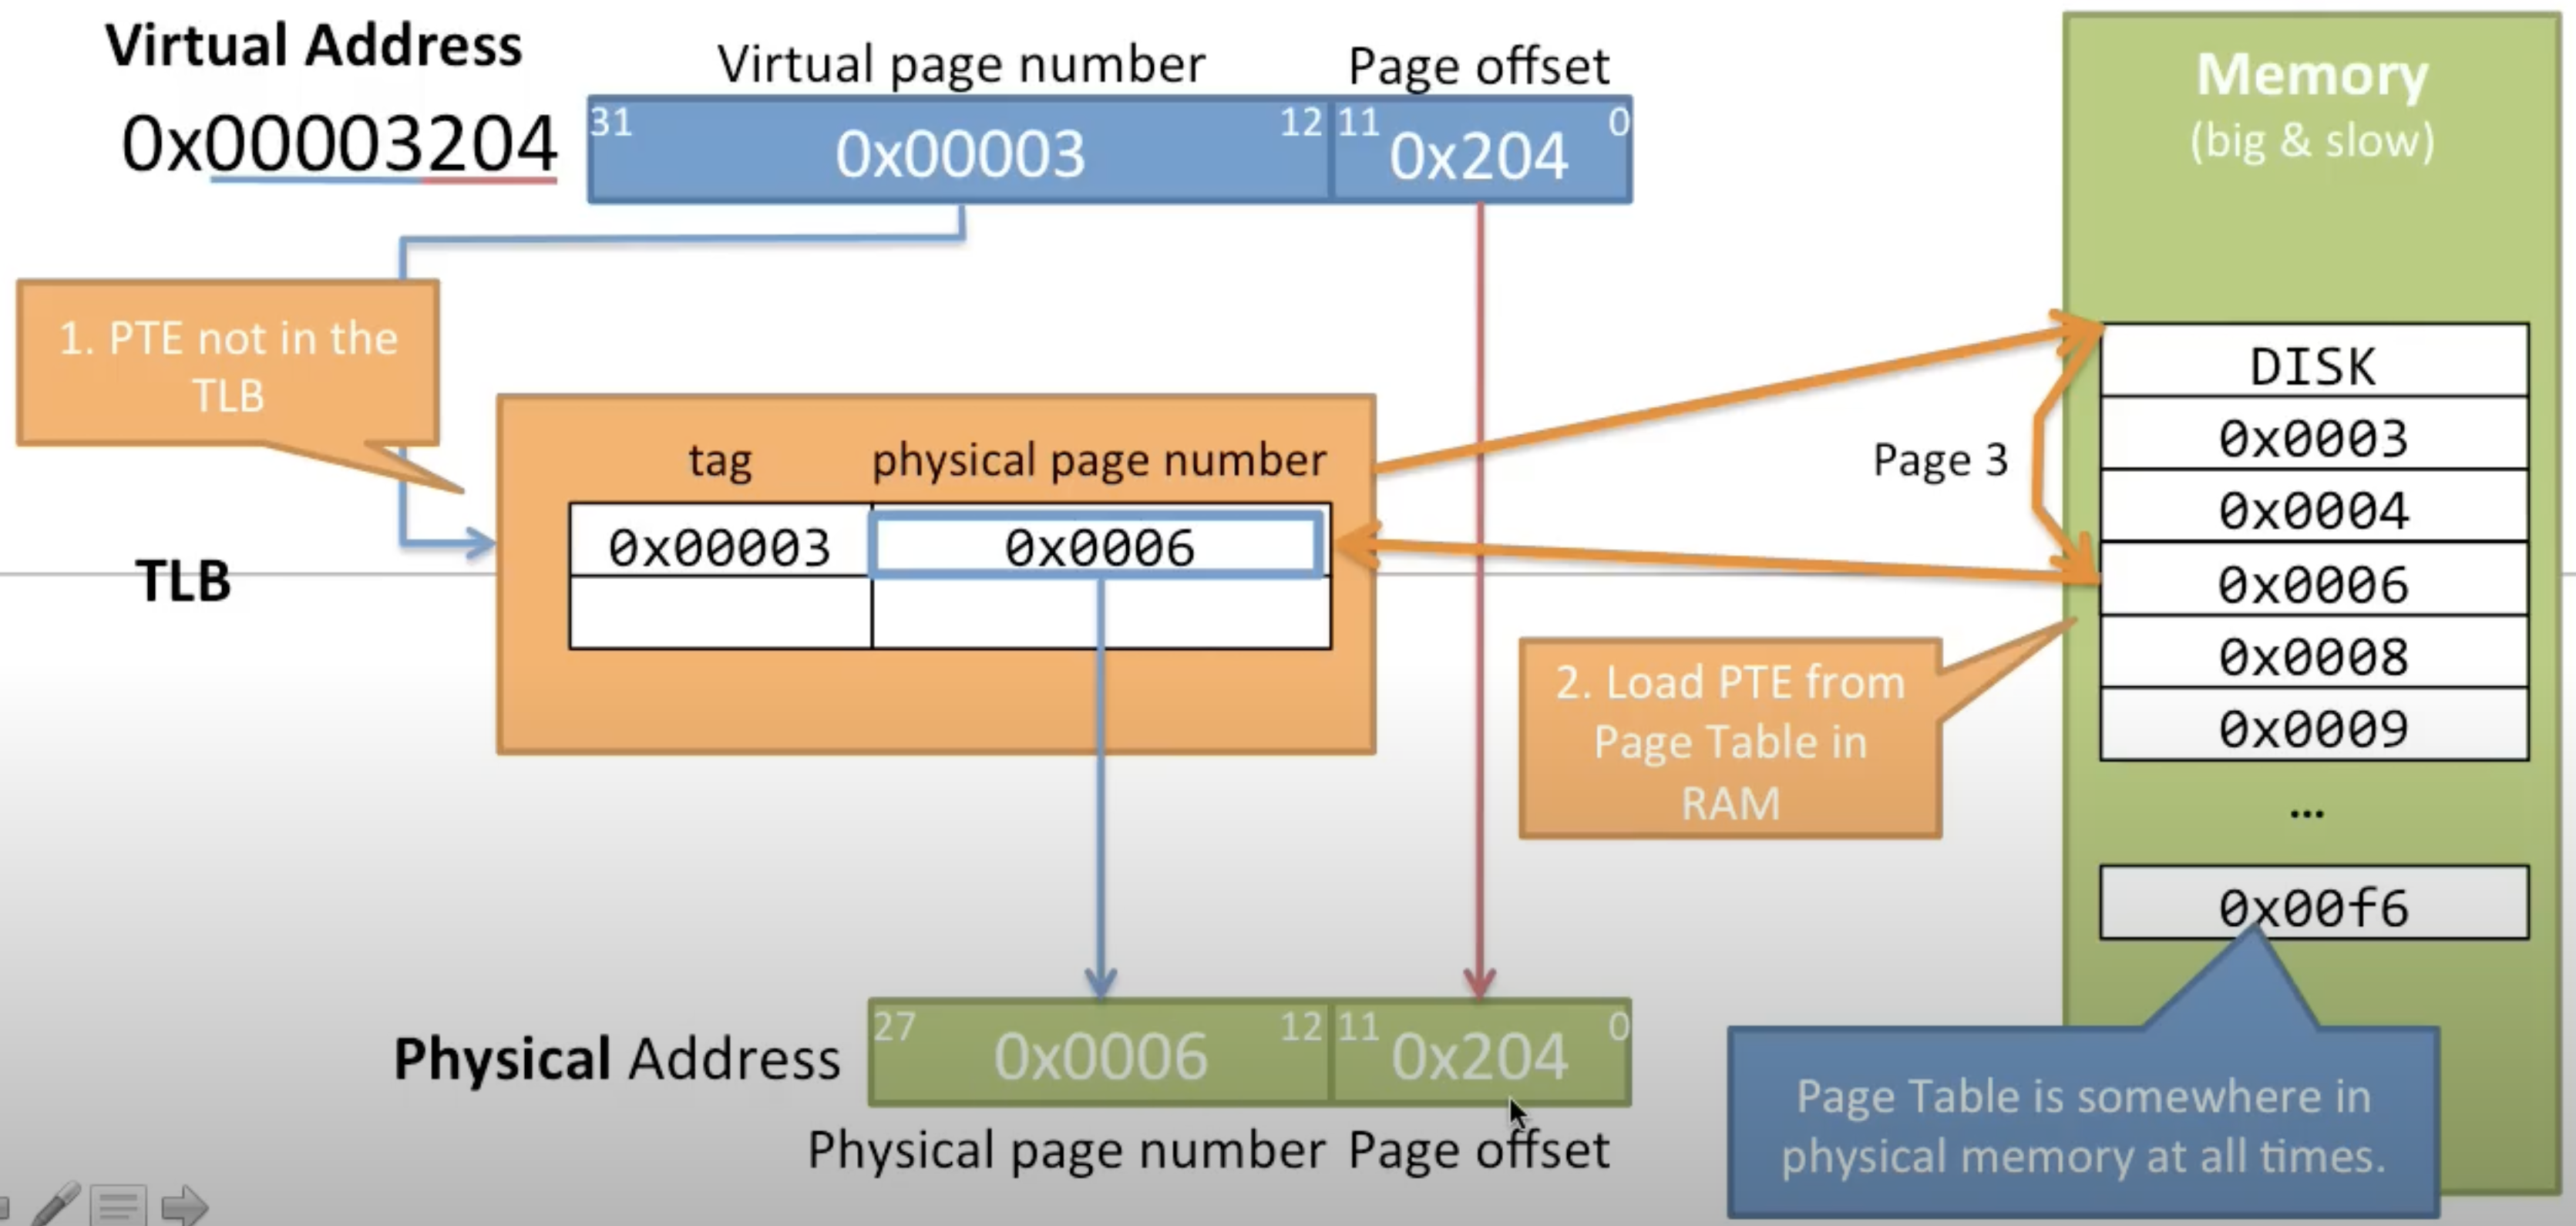 Virtual Address
0x00003204
Virtual page number
Page offset
31
0x00003
12
11
0x204
0
1. PTE not in the
TLB
TLB
tag
physical page number
0x00003
0x0006
Memory
(big & slow)
Page 3
DISK
0x0003
0x0004
0x0006
0x0008
0x0009
...
0x00f6
2. Load PTE from
Page Table in
RAM
Page Table is somewhere in
physical memory at all times.
Physical Address
27
0x0006
12
11
0x204
0
Physical page number
Page offset